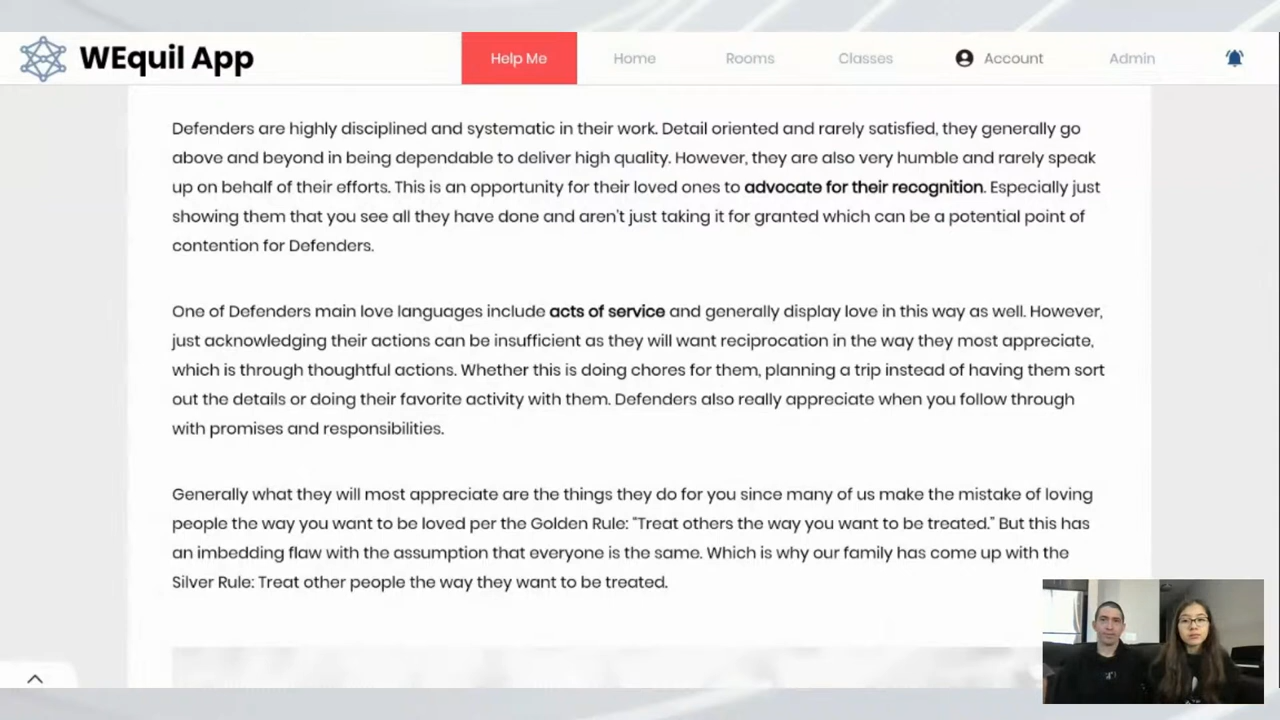 WEquil App
Help Me
Home
Rooms
Classes
Account
Admin
Defenders are highly disciplined and systematic in their work. Detail oriented and rarely satisfied, they generally go
above and beyond in being dependable to deliver high quality. However, they are also very humble and rarely speak
up on behalf of their efforts. This is an opportunity for their loved ones to advocate for their recognition. Especially just
showing them that you see all they have done and aren't just taking it for granted which can be a potential point of
contention for Defenders.
One of Defenders main love languages include acts of service and generally display love in this way as well. However,
just acknowledging their actions can be insufficient as they will want reciprocation in the way they most appreciate,
which is through thoughtful actions. Whether this is doing chores for them, planning a trip instead of having them sort
out the details or doing their favorite activity with them. Defenders also really appreciate when you follow through
with promises and responsibilities.
Generally what they will most appreciate are the things they do for you since many of us make the mistake of loving
people the way you want to be loved per the Golden Rule: “Treat others the way you want to be treated.” But this has
an imbedding flaw with the assumption that everyone is the same. Which is why our family has come up with the
Silver Rule: Treat other people the way they want to be treated.